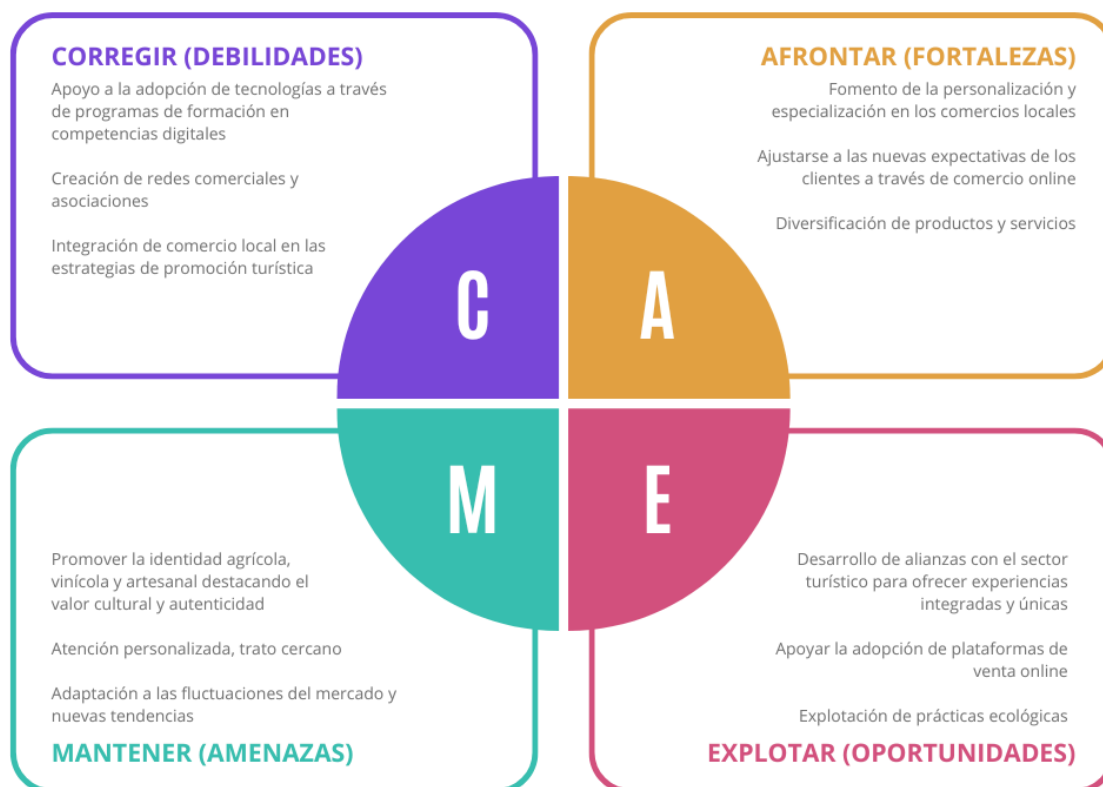 CORREGIR (DEBILIDADES)
Apoyo a la adopción de tecnologías a través
de programas de formación en
competencias digitales
Creación de redes comerciales y
asociaciones
Integración de comercio local en las
estrategias de promoción turística
AFRONTAR (FORTALEZAS)
Fomento de la personalización y
especialización en los comercios locales
Ajustarse a las nuevas expectativas de los
clientes a través de comercio online
Diversificación de productos y servicios
C
A
M
E
Promover la identidad agrícola,
vinícola y artesanal destacando el
valor cultural y autenticidad
Atención personalizada, trato cercano
Adaptación a las fluctuaciones del mercado y
nuevas tendencias
MANTENER (AMENAZAS)
Desarrollo de alianzas con el sector
turístico para ofrecer experiencias
integradas y únicas
Apoyar la adopción de plataformas de
venta online
Explotación de prácticas ecológicas
EXPLOTAR (OPORTUNIDADES)